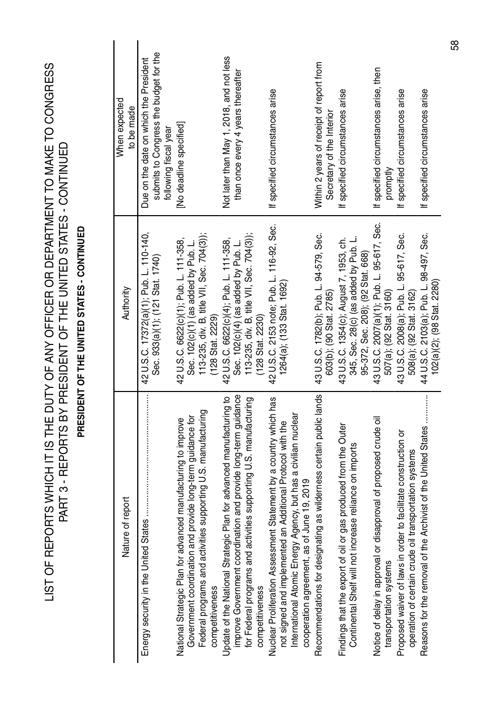 LIST OF REPORTS WHICH IT IS THE DUTY OF ANY OFFICER OR DEPARTMENT TO MAKE TO CONGRESS
PART 3 - REPORTS BY PRESIDENT OF THE UNITED STATES - CONTINUED
PRESIDENT OF THE UNITED STATES - CONTINUED
Nature of report
Authority
When expected
to be made
Energy security in the United States
42 U.S.C. 17372(a)(1); Pub. L. 110-140,
Sec. 933(a)(1); (121 Stat. 1740)
Due on the date on which the President
submits to Congress the budget for the
following fiscal year
National Strategic Plan for advanced manufacturing to improve
Government coordination and provide long-term guidance for
Federal programs and activities supporting U.S. manufacturing
competitiveness
42 U.S.C. 6622(c)(1); Pub. L. 111-358,
Sec. 102(c)(1) (as added by Pub. L.
113-235, div. B, title VII, Sec. 704(3));
(128 Stat. 2229)
[No deadline specified]
Update of the National Strategic Plan for advanced manufacturing to
improve Government coordination and provide long-term guidance
for Federal programs and activities supporting U.S. manufacturing
competitiveness
42 U.S.C. 6622(c)(4); Pub. L. 111-358,
Sec. 102(c)(4) (as added by Pub. L.
113-235, div. B, title VII, Sec. 704(3));
(128 Stat. 2230)
Not later than May 1, 2018, and not less
than once every 4 years thereafter
Nuclear Proliferation Assessment Statement by a country which has
not signed and implemented an Additional Protocol with the
International Atomic Energy Agency, but has a civilian nuclear
cooperation agreement, as of June 19, 2019
42 U.S.C. 2153 note; Pub. L. 116-92, Sec.
1264(a); (133 Stat. 1692)
If specified circumstances arise
Recommendations for designating as wilderness certain public lands
43 U.S.C. 1782(b); Pub. L. 94-579, Sec.
603(b); (90 Stat. 2785)
Within 2 years of receipt of report from
Secretary of the Interior
Findings that the export of oil or gas produced from the Outer
Continental Shelf will not increase reliance on imports
43 U.S.C. 1354(c); August 7, 1953, ch.
345, Sec. 28(c) (as added by Pub. L.
95-372, Sec. 208); (92 Stat. 668)
If specified circumstances arise
Notice of delay in approval or disapproval of proposed crude oil
transportation systems
43 U.S.C. 2007(a)(1); Pub. L. 95-617, Sec.
507(a); (92 Stat. 3160)
If specified circumstances arise, then
promptly
Proposed waiver of laws in order to facilitate construction or
operation of certain crude oil transportation systems
43 U.S.C. 2008(a); Pub. L. 95-617, Sec.
508(a); (92 Stat. 3162)
If specified circumstances arise
Reasons for the removal of the Archivist of the United States
44 U.S.C. 2103(a); Pub. L. 98-497, Sec.
102(a)(2); (98 Stat. 2280)
If specified circumstances arise
58